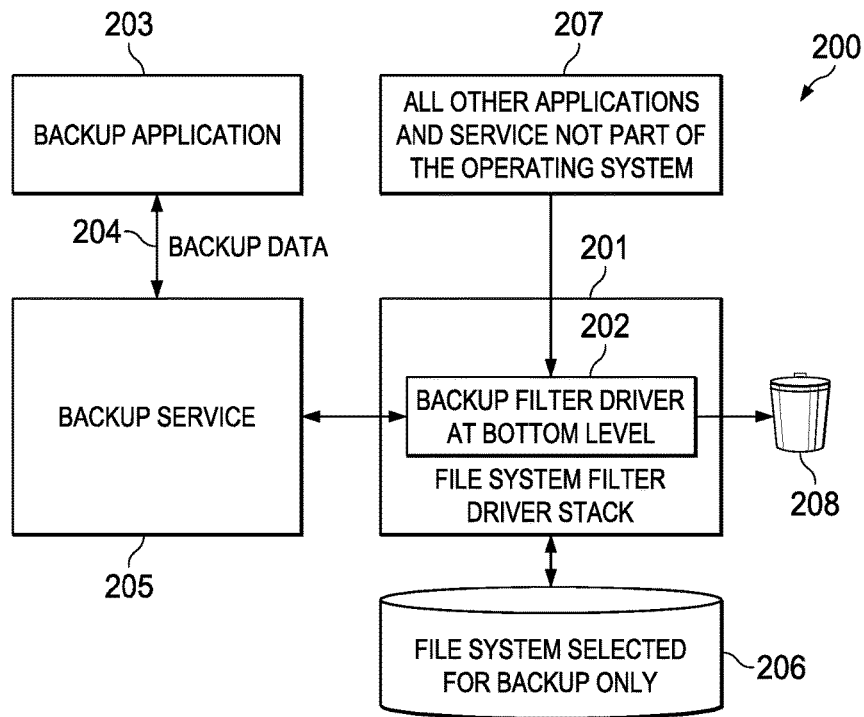 203
207
200
BACKUP APPLICATION
ALL OTHER APPLICATIONS
AND SERVICE NOT PART OF
THE OPERATING SYSTEM
204
BACKUP DATA
201
202
BACKUP SERVICE
BACKUP FILTER DRIVER
AT BOTTOM LEVEL
FILE SYSTEM FILTER
DRIVER STACK
208
205
FILE SYSTEM SELECTED
FOR BACKUP ONLY
206